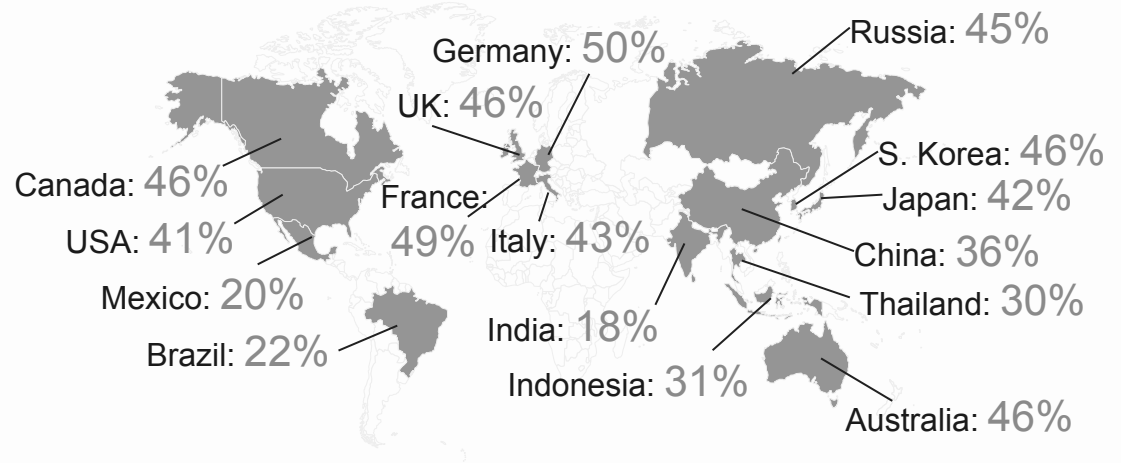 Russia: 45%
Germany: 50%
UK: 46%
S. Korea: 46%
Canada: 46%
France:
49%
Japan: 42%
USA: 41%
Italy: 43%
China: 36%
Mexico: 20%
Thailand: 30%
India: 18%
Brazil: 22%
Indonesia: 31%
Australia: 46%